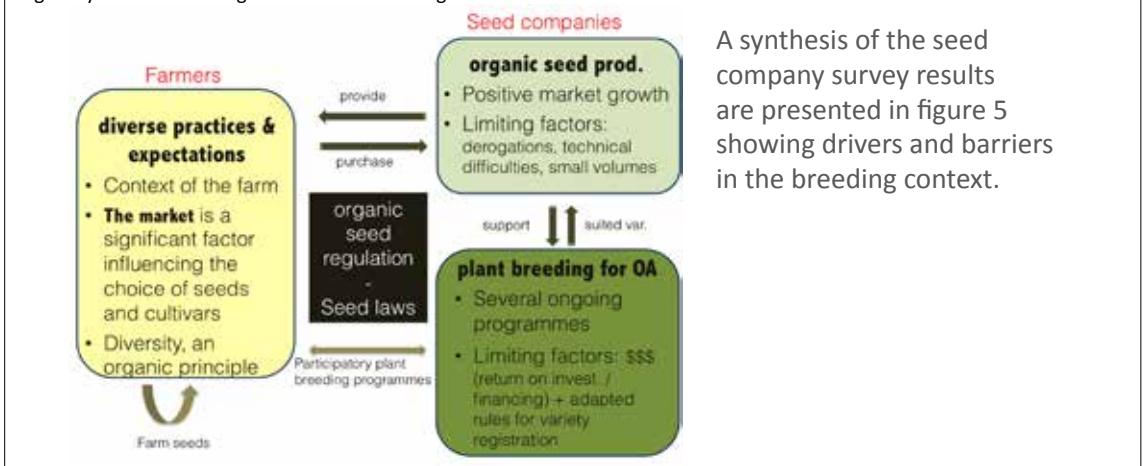 Seed companies
Farmers
organic seed prod.
• Positive market growth
• Limiting factors:
derogations, technical
difficulties, small volumes
provide
purchase
diverse practices &
expectations
• Context of the farm
• The market is a
significant factor
influencing the
choice of seeds
and cultivars
• Diversity, an
organic principle
organic
seed
regulation
-
Seed laws
support
suited var.
plant breeding for OA
• Several ongoing
programmes
• Limiting factors: $$$
(return on invest. /
financing) + adapted
rules for variety
registration
Participatory plant
breeding programmes
Farm seeds
A synthesis of the seed
company survey results
are presented in figure 5
showing drivers and barriers
in the breeding context.